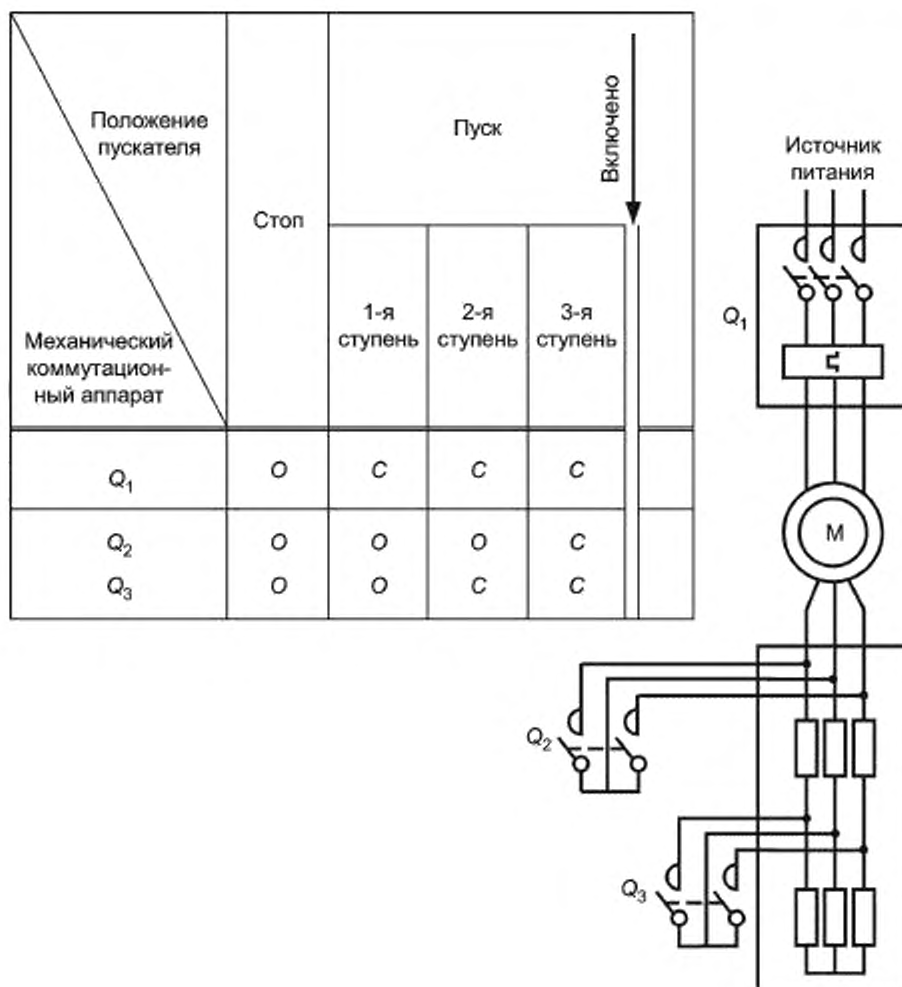 Положение
пускателя
Механический
коммутацион-
ный аппарат
Стоп
Пуск
Включено
1-я
ступень
2-я
ступень
3-я
ступень
Q1 O C C C
Q2 O O O C
Q3 O O C C
Источник
питания
Q1
M
Q2
Q3